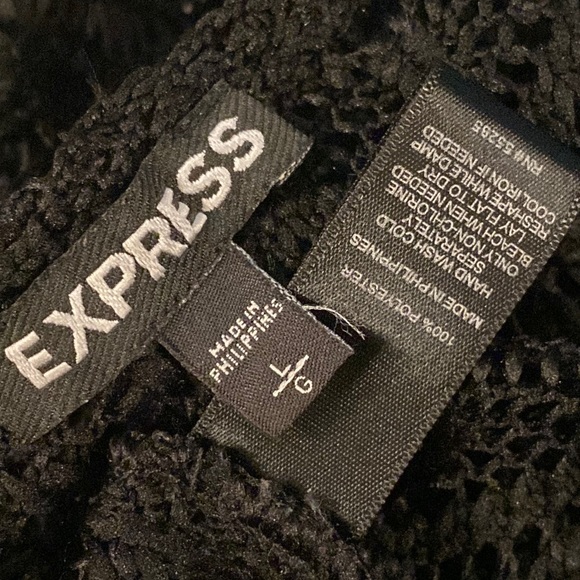 EXPRESS
MADE IN
PHILIPPINES
L/G
100% POLYESTER
MADE IN PHILIPPINES
HAND WASH COLD
SEPARATELY
ONLY NON-CHLORINE
BLEACH WHEN NEEDED
LAY FLAT TO DRY
RESHAPE WHILE DAMP
COOL IRON IF NEEDED
RN# 55285